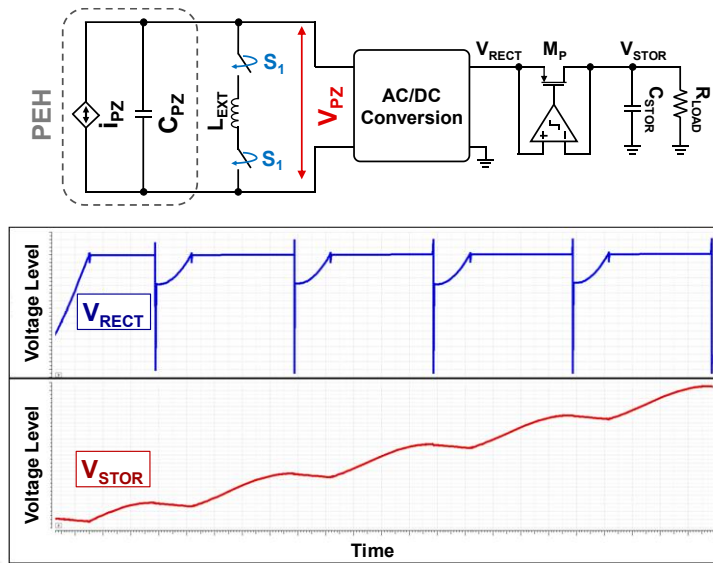 PEH
iPZ
CPZ
LEXT
S1
S1
VPZ
AC/DC
Conversion
VRECT
MP
VSTOR
CSTOR
RLOAD
+
-
Voltage Level
VRECT
Voltage Level
VSTOR
Time